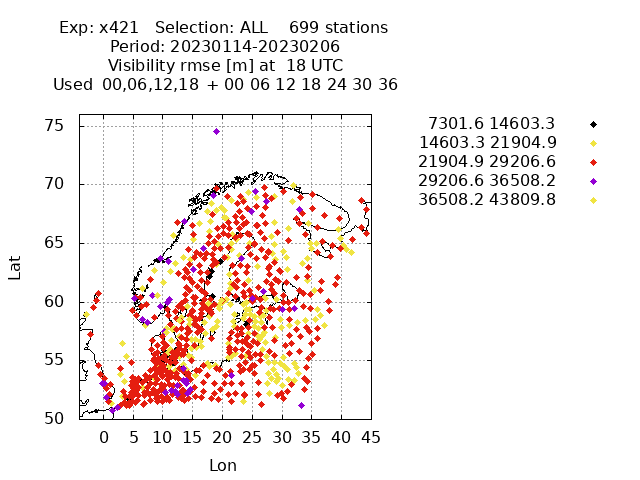 Exp: x421 Selection: ALL 699 stations
Period: 20230114-20230206
Visibility rmse [m] at 18 UTC
Used 00,06,12,18 + 00 06 12 18 24 30 36
7301.6 14603.3
14603.3 21904.9
21904.9 29206.6
29206.6 36508.2
36508.2 43809.8
75
70
65
60
55
50
Lat
0 5 10 15 20 25 30 35 40 45
Lon